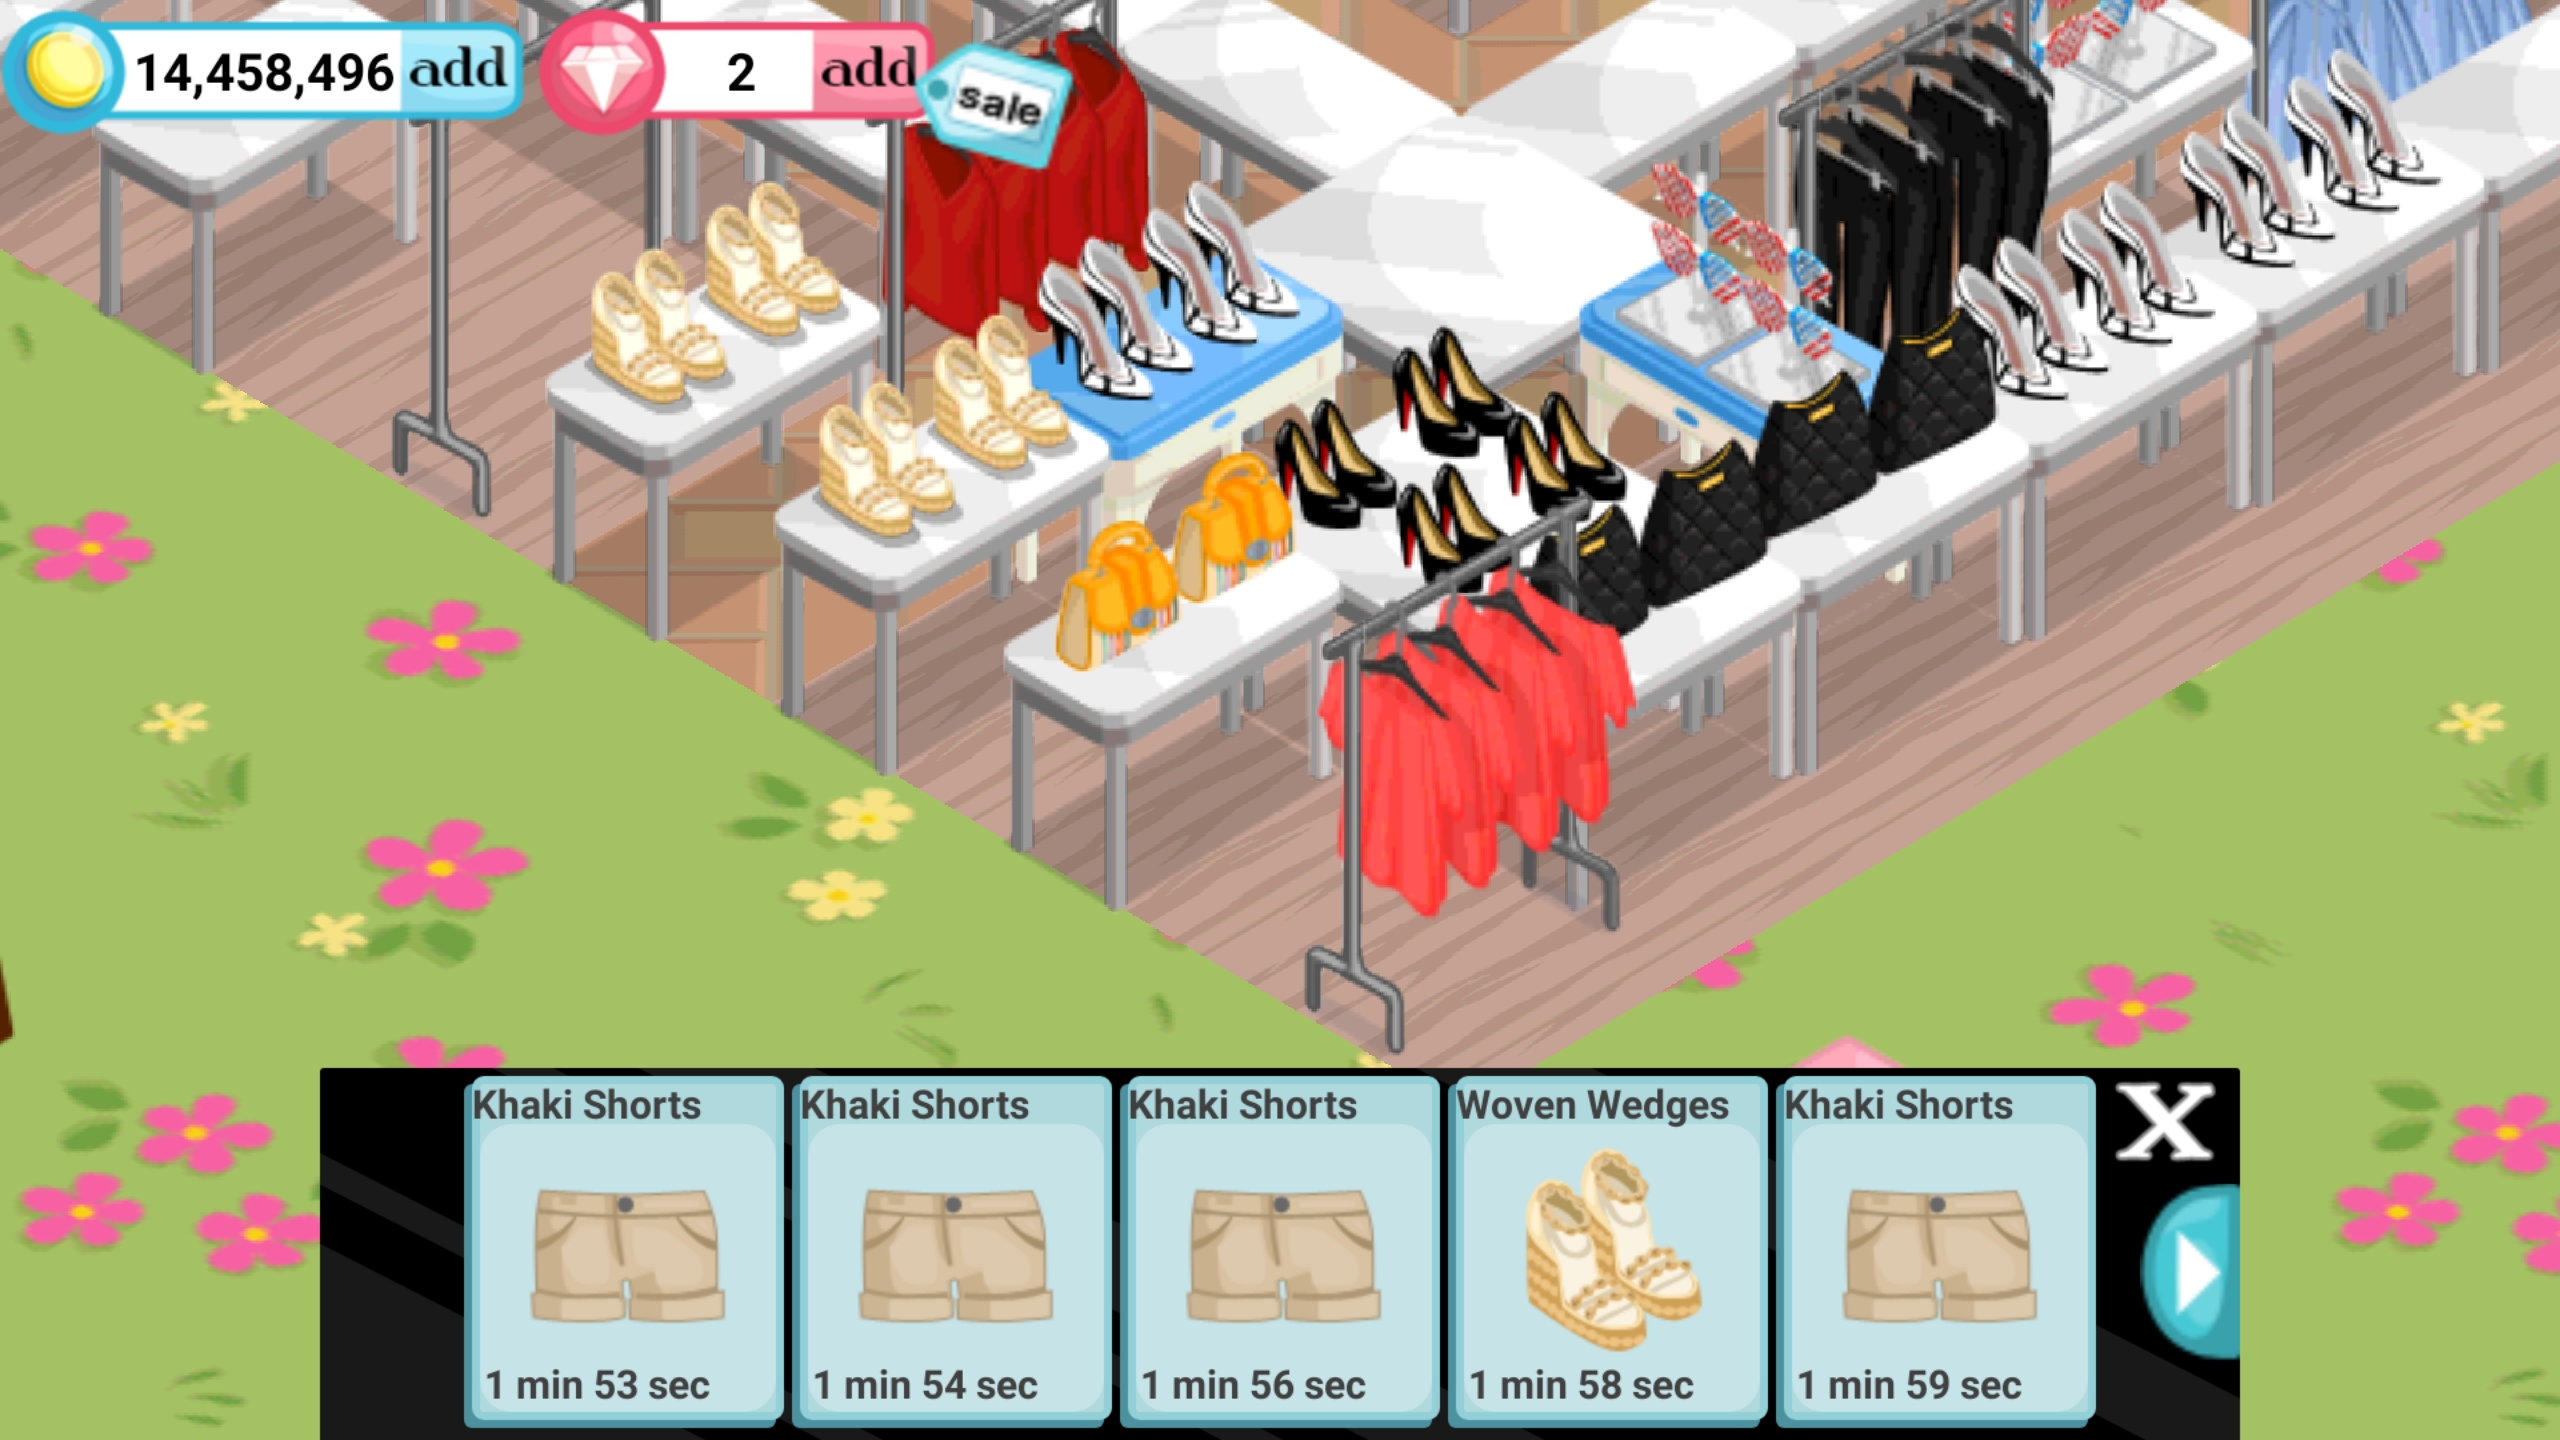 14,458,496 add
2 add
sale
Khaki Shorts
1 min 53 sec
Khaki Shorts
1 min 54 sec
Khaki Shorts
1 min 56 sec
Woven Wedges
1 min 58 sec
Khaki Shorts
1 min 59 sec
X